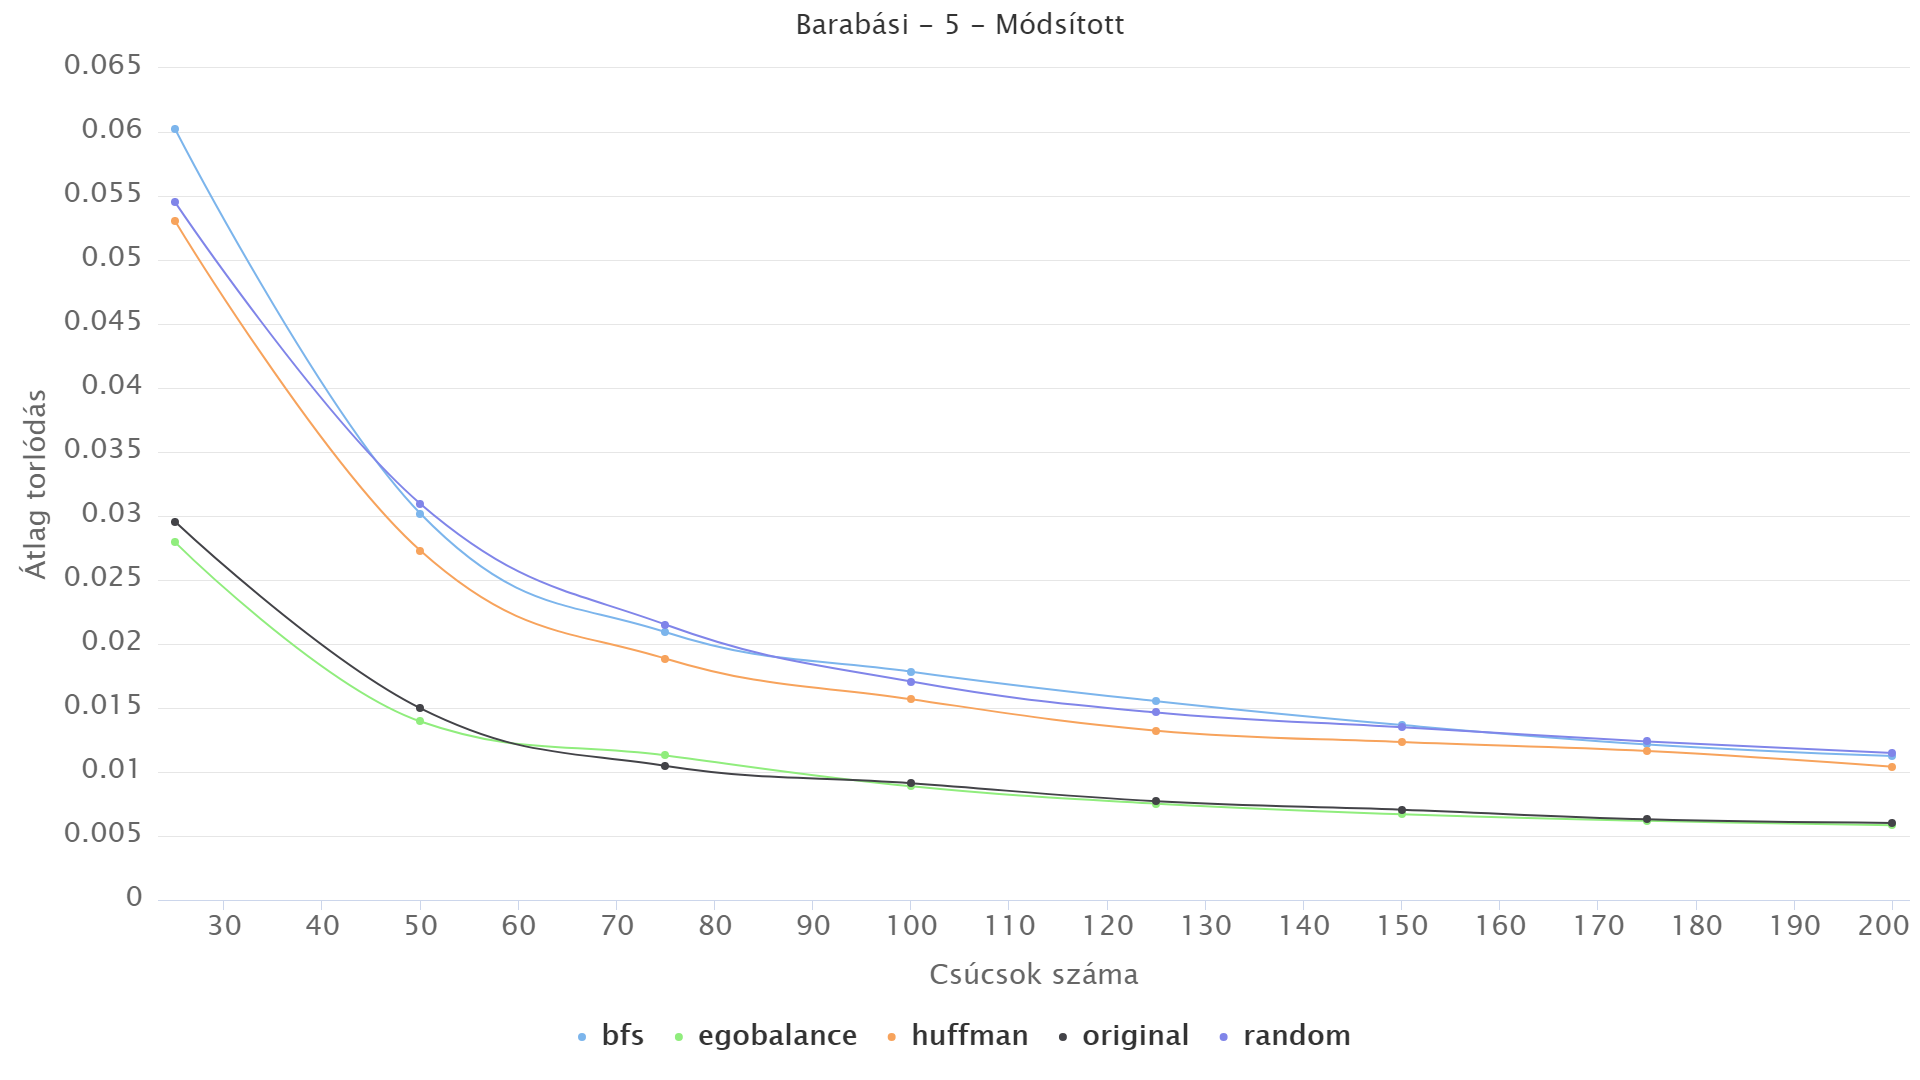 Barabási – 5 – Módsított
0.065
0.06
0.055
0.05
0.045
0.04
0.035
0.03
0.025
0.02
0.015
0.01
0.005
0
Átlag torlódás
30 40 50 60 70 80 90 100 110 120 130 140 150 160 170 180 190 200
Csúcsok száma
bfs egobalance huffman original random